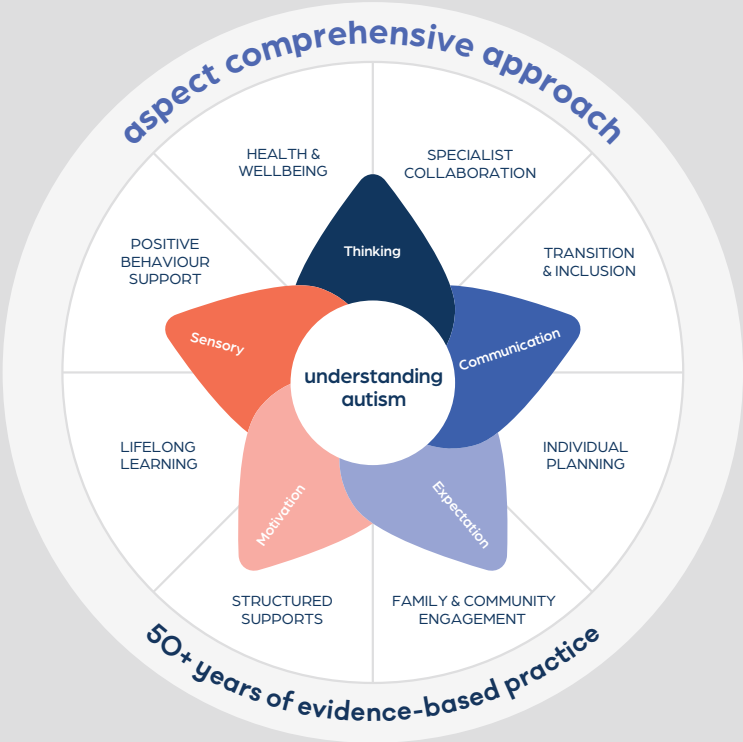 aspect comprehensive approach
HEALTH &
WELLBEING
SPECIALIST
COLLABORATION
POSITIVE
BEHAVIOUR
SUPPORT
TRANSITION
& INCLUSION
Thinking
Sensory
Communication
understanding
autism
LIFELONG
LEARNING
INDIVIDUAL
PLANNING
Motivation
Expectation
STRUCTURED
SUPPORTS
FAMILY & COMMUNITY
ENGAGEMENT
50+ years of evidence-based practice